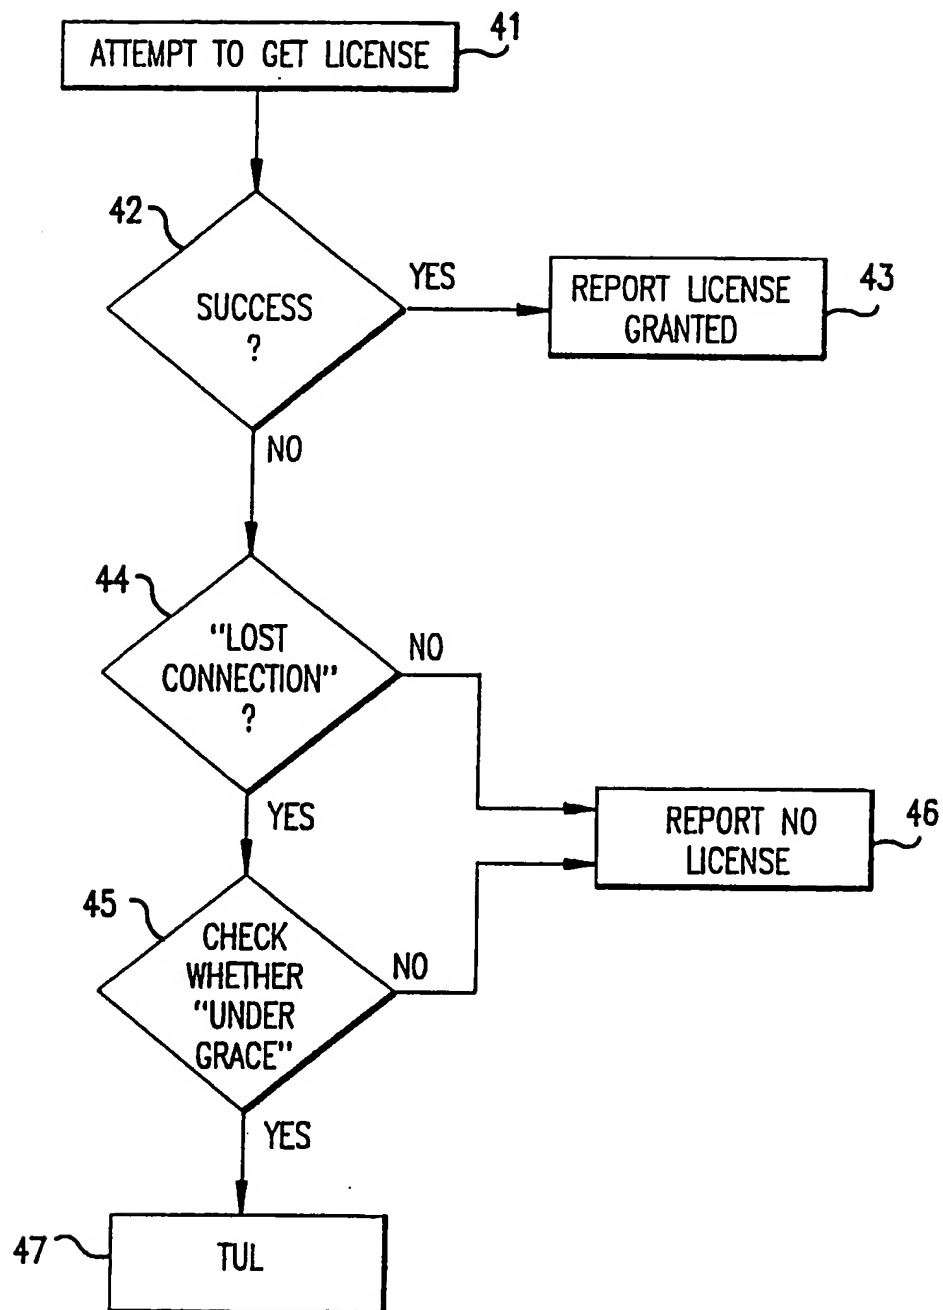 ATTEMPT TO GET LICENSE
41
42
SUCCESS
?
YES
REPORT LICENSE
GRANTED
43
NO
44
"LOST
CONNECTION"
?
NO
YES
REPORT NO
LICENSE
46
45
CHECK
WHETHER
"UNDER
GRACE"
NO
YES
47
TUL